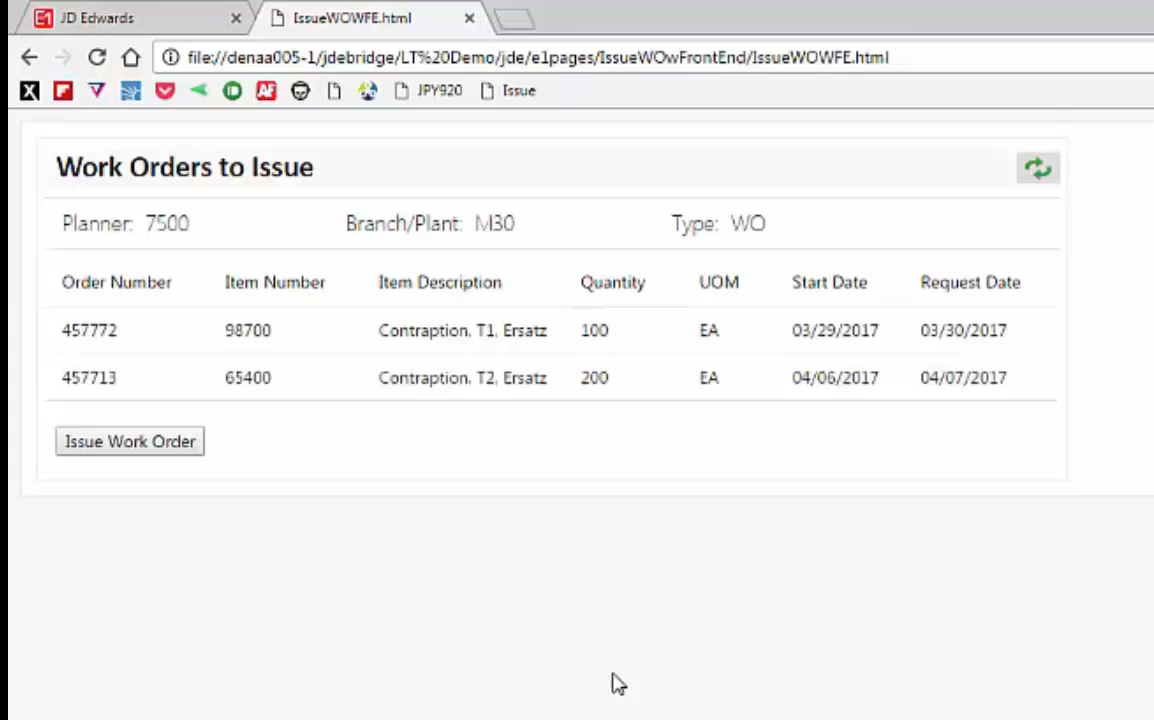 JD Edwards
IssueWOWFE.html
file://denaa005-1/jdebridge/LT%20Demo/jde/e1pages/IssueWOwFrontEnd/IssueWOWFE.html
JPY920
Issue
Work Orders to Issue
Planner: 7500 Branch/Plant: M30 Type: WO
Order Number Item Number Item Description Quantity UOM Start Date Request Date
457772 98700 Contraption, T1, Ersatz 100 EA 03/29/2017 03/30/2017
457713 65400 Contraption, T2, Ersatz 200 EA 04/06/2017 04/07/2017
Issue Work Order